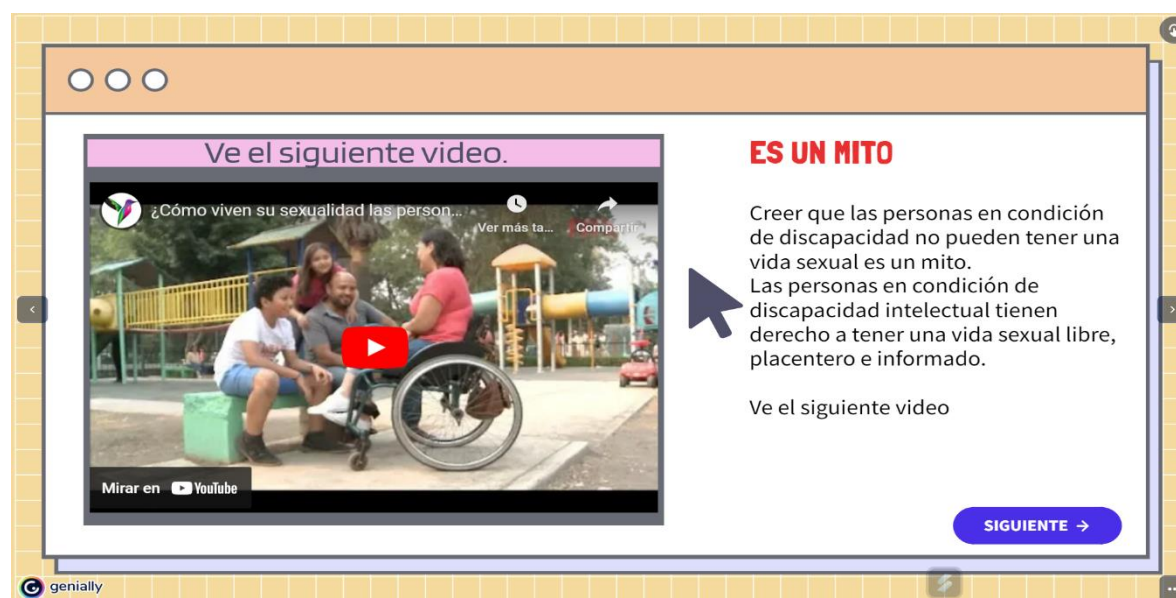 Ve el siguiente video.
¿Cómo viven su sexualidad las person...
Ver más ta...
Compartir
Mirar en YouTube
ES UN MITO
Creer que las personas en condición
de discapacidad no pueden tener una
vida sexual es un mito.
Las personas en condición de
discapacidad intelectual tienen
derecho a tener una vida sexual libre,
placentero e informado.
Ve el siguiente video
SIGUIENTE →
genially